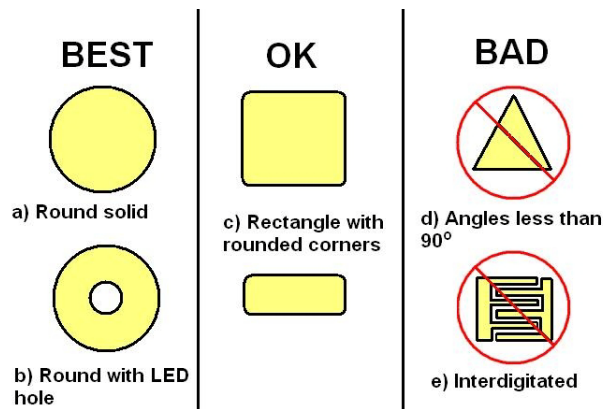 BEST
a) Round solid
b) Round with LED
hole
OK
c) Rectangle with
rounded corners
BAD
d) Angles less than
90°
e) Interdigitated